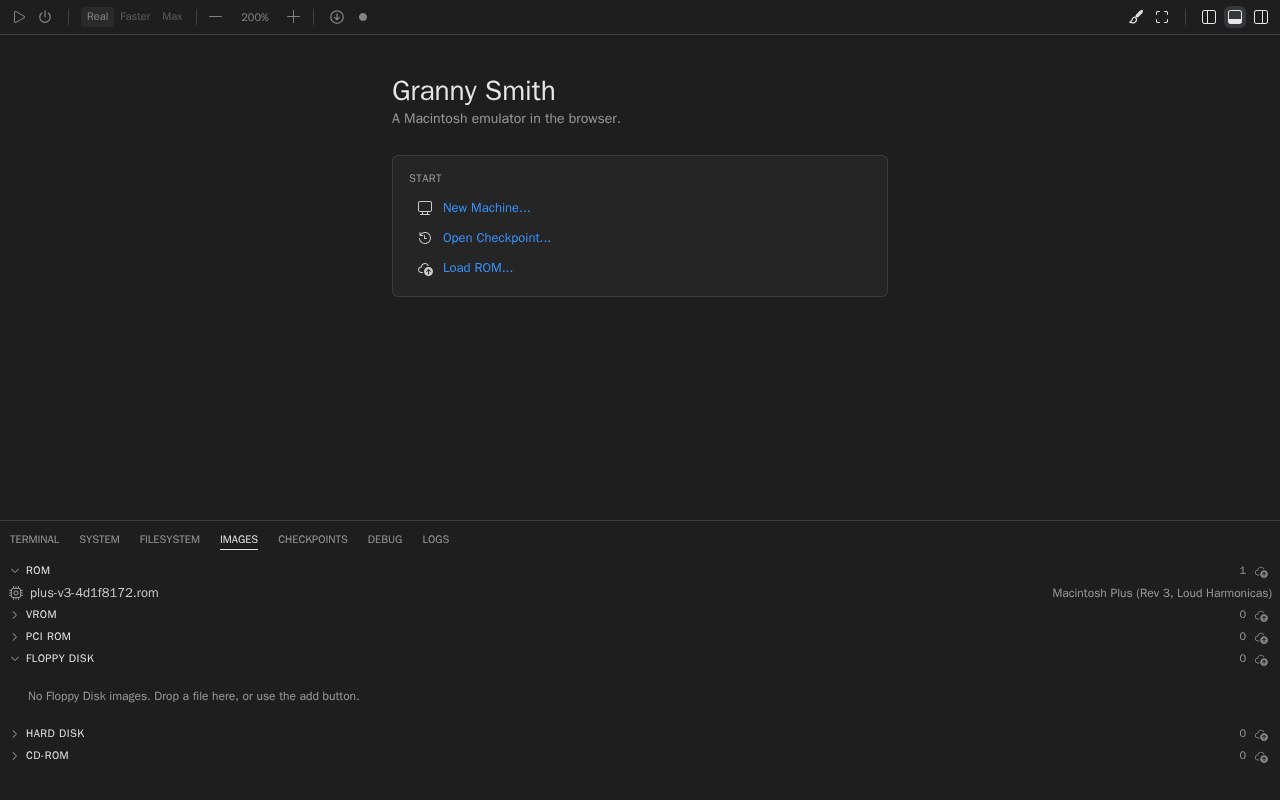 Real Faster Max 200%
Granny Smith
A Macintosh emulator in the browser.
START
New Machine...
Open Checkpoint...
Load ROM...
TERMINAL SYSTEM FILESYSTEM IMAGES CHECKPOINTS DEBUG LOGS
ROM 1
plus-v3-4d1f8172.rom Macintosh Plus (Rev 3, Loud Harmonicas)
VROM 0
PCI ROM 0
FLOPPY DISK 0
No Floppy Disk images. Drop a file here, or use the add button.
HARD DISK 0
CD-ROM 0